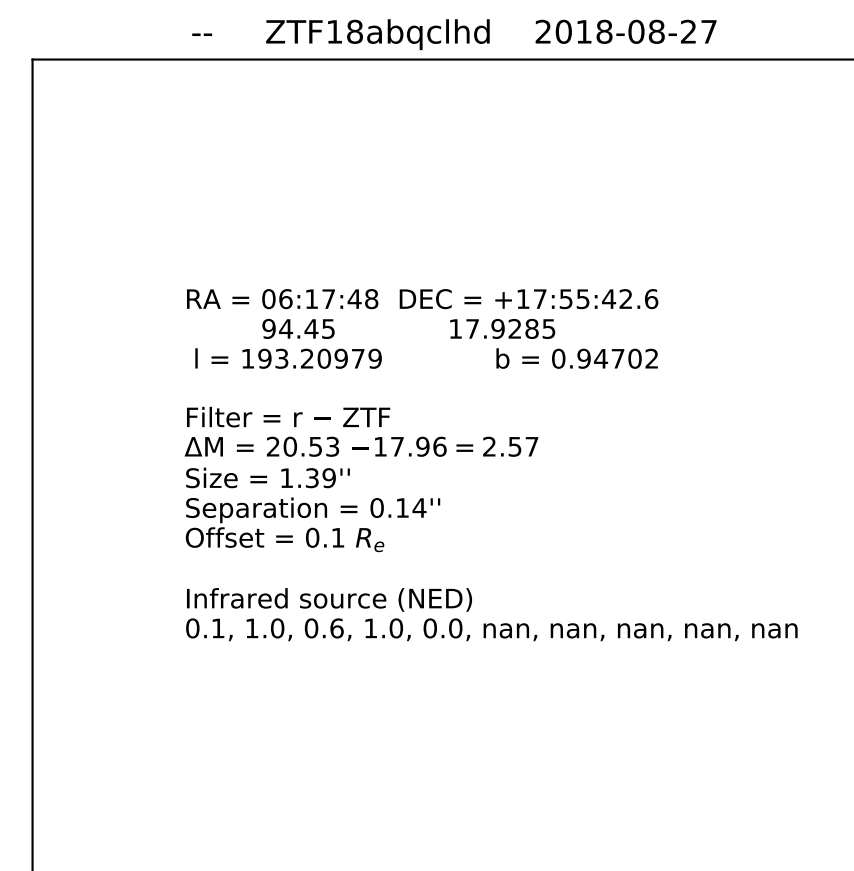 -- ZTF18abqclhd 2018-08-27
RA = 06:17:48 DEC = +17:55:42.6
94.45 17.9285
l = 193.20979 b = 0.94702
Filter = r − ZTF
ΔM = 20.53 −17.96 = 2.57
Size = 1.39''
Separation = 0.14''
Offset = 0.1 Re
Infrared source (NED)
0.1, 1.0, 0.6, 1.0, 0.0, nan, nan, nan, nan, nan